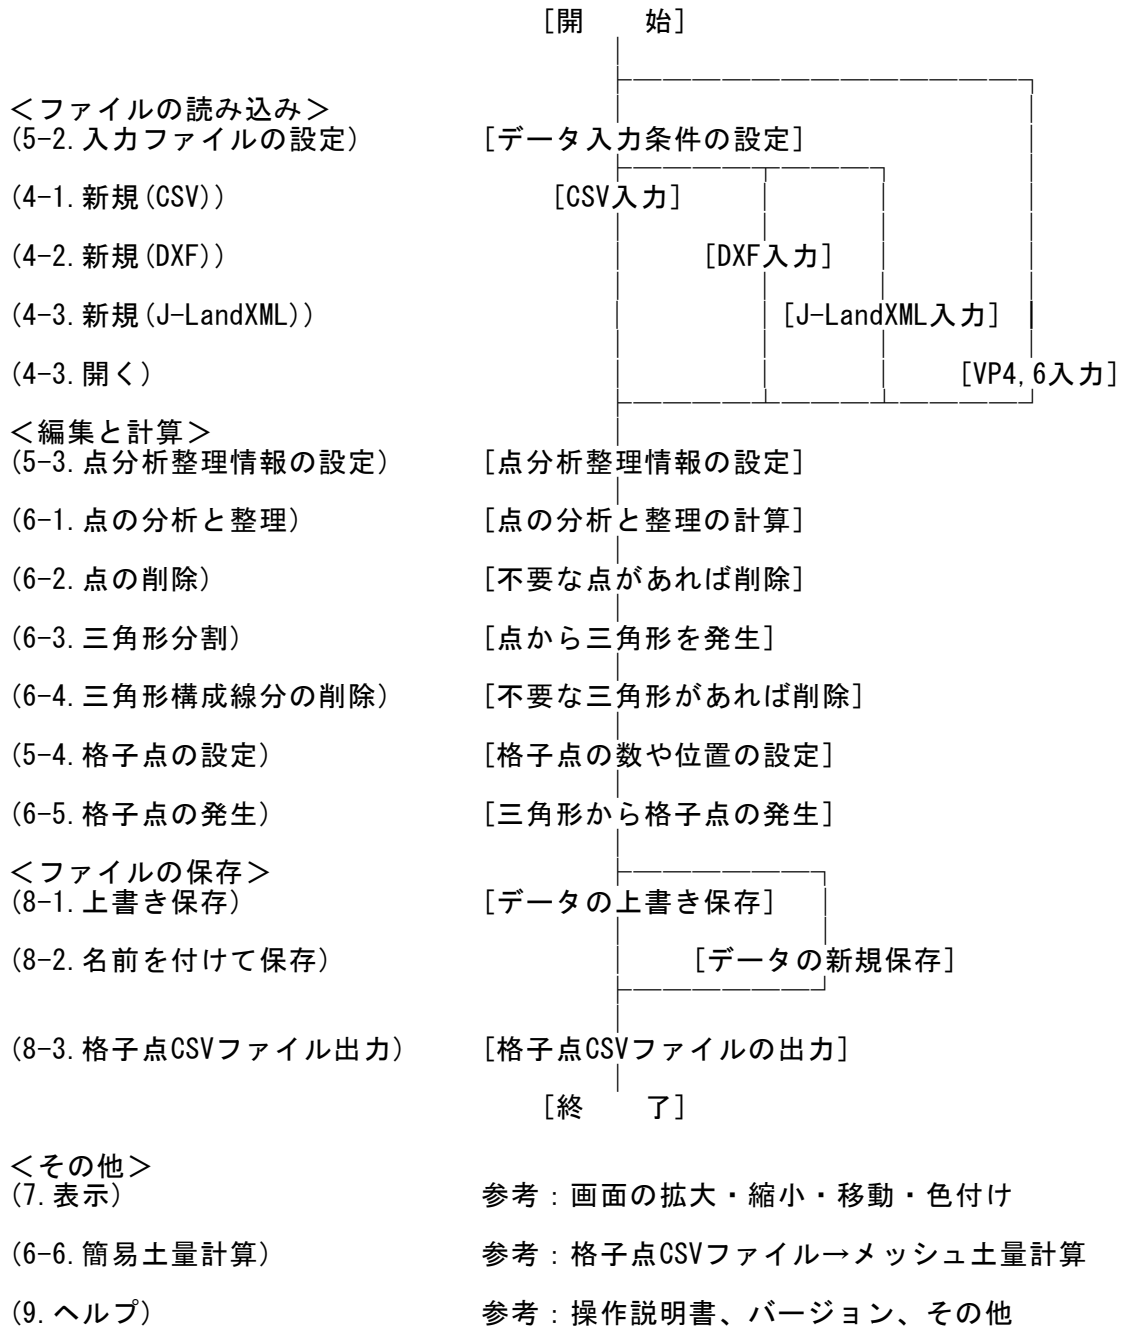 [開　　始]
＜ファイルの読み込み＞
(5-2.入力ファイルの設定) [データ入力条件の設定]
(4-1.新規(CSV)) [CSV入力]
(4-2.新規(DXF)) [DXF入力]
(4-3.新規(J-LandXML)) [J-LandXML入力]
(4-3.開く) [VP4,6入力]
＜編集と計算＞
(5-3.点分析整理情報の設定) [点分析整理情報の設定]
(6-1.点の分析と整理) [点の分析と整理の計算]
(6-2.点の削除) [不要な点があれば削除]
(6-3.三角形分割) [点から三角形を発生]
(6-4.三角形構成線分の削除) [不要な三角形があれば削除]
(5-4.格子点の設定) [格子点の数や位置の設定]
(6-5.格子点の発生) [三角形から格子点の発生]
＜ファイルの保存＞
(8-1.上書き保存) [データの上書き保存]
(8-2.名前を付けて保存) [データの新規保存]
(8-3.格子点CSVファイル出力) [格子点CSVファイルの出力]
[終　　了]
＜その他＞
(7.表示) 参考：画面の拡大・縮小・移動・色付け
(6-6.簡易土量計算) 参考：格子点CSVファイル→メッシュ土量計算
(9.ヘルプ) 参考：操作説明書、バージョン、その他